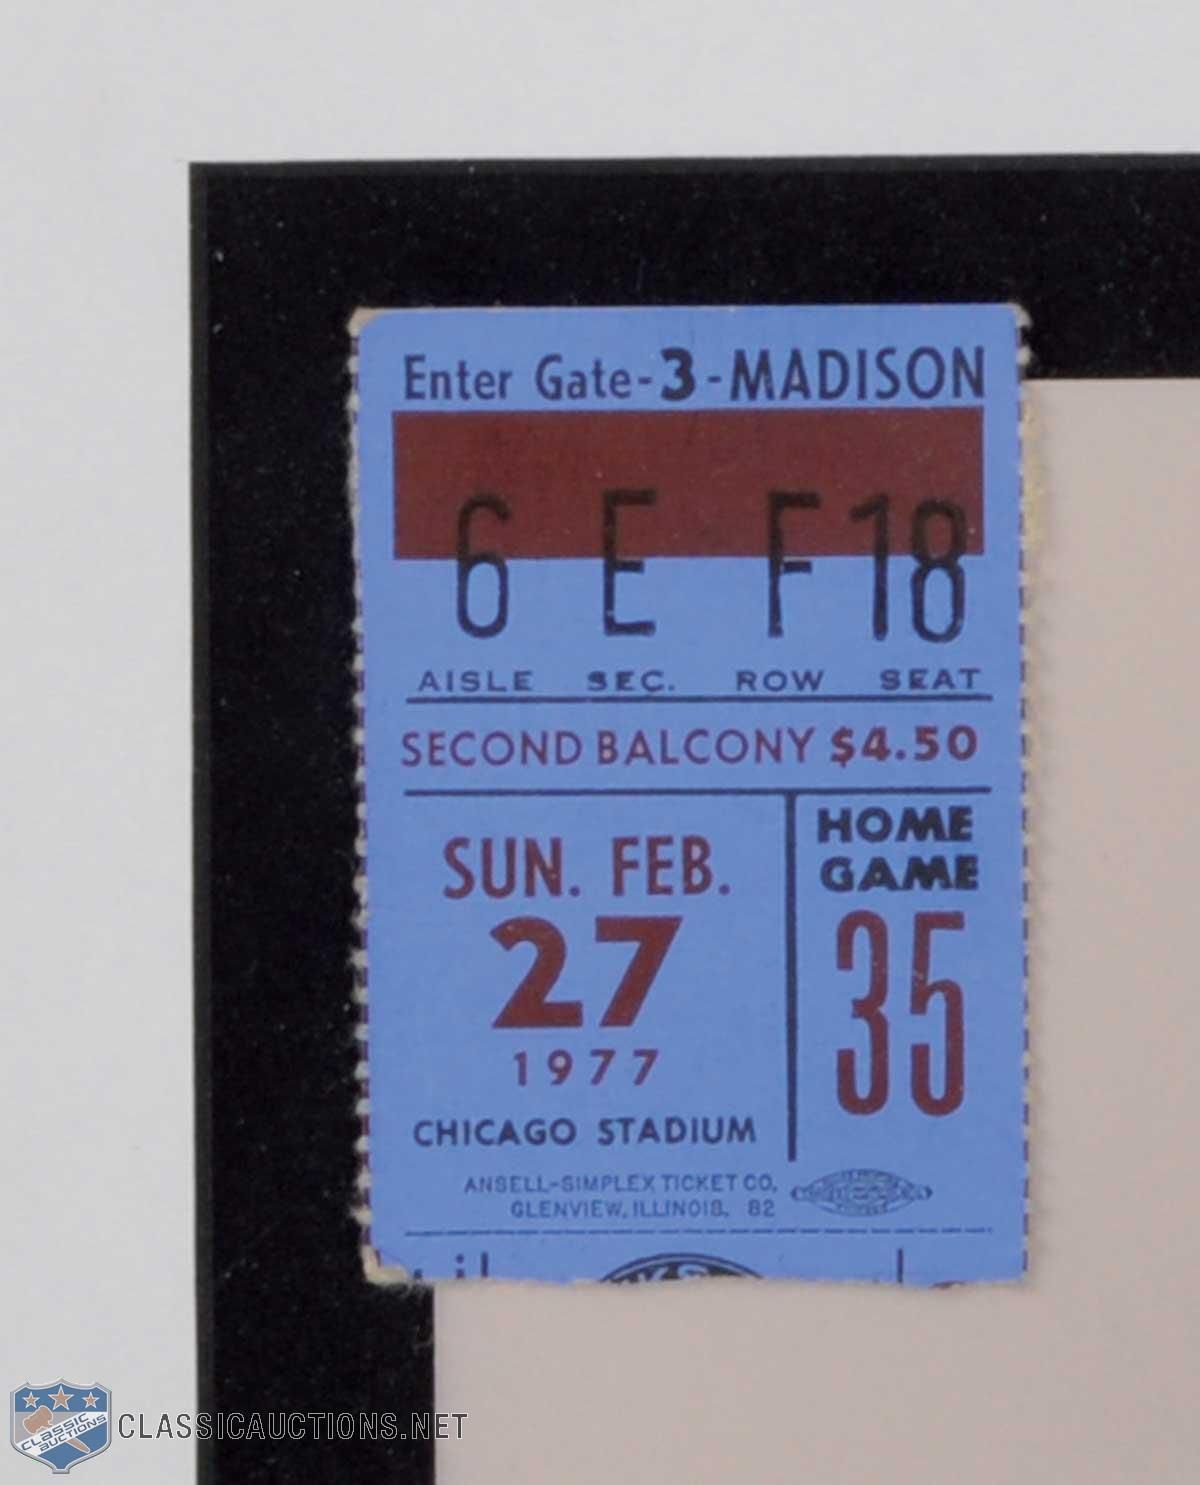 Enter Gate-3-MADISON
6 E F 18
AISLE SEC. ROW SEAT
SECOND BALCONY $4.50
SUN. FEB.
27
1977
CHICAGO STADIUM
HOME
GAME
35
ANSELL-SIMPLEX TICKET CO,
GLENVIEW, ILLINOIS. 82
CLASSIC
AUCTIONS
CLASSICAUCTIONS.NET